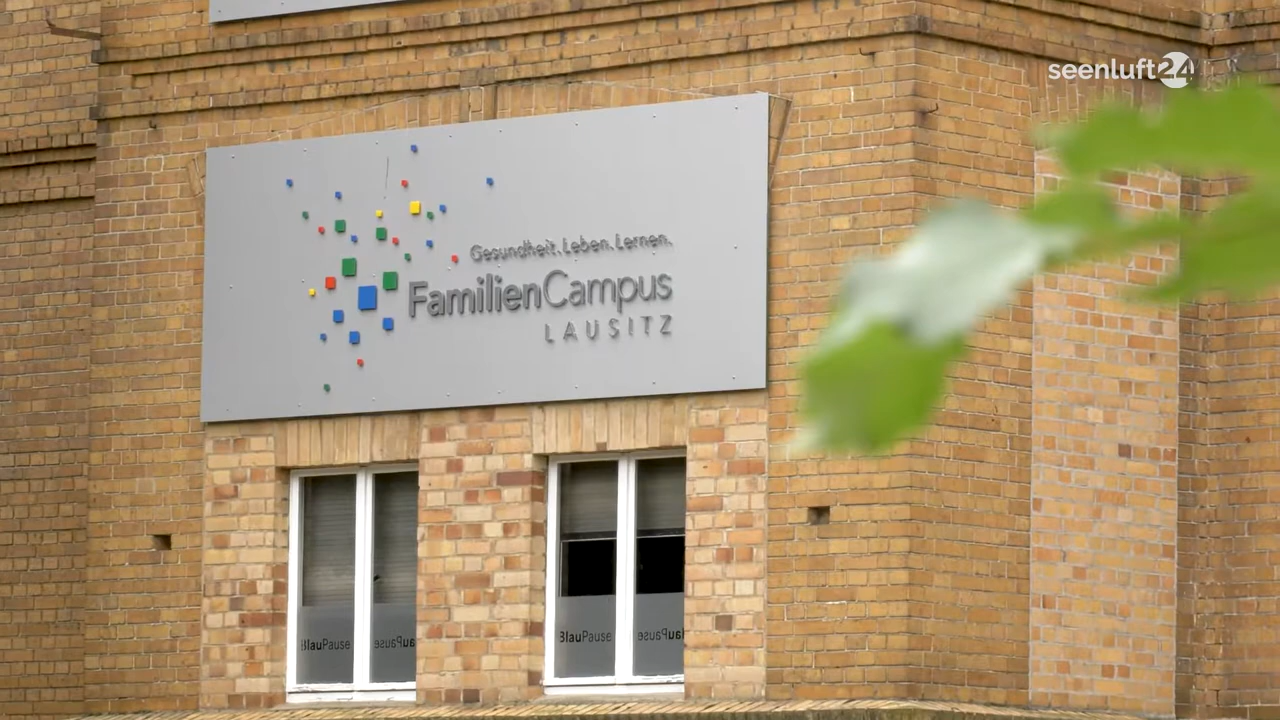 seenluft24
Gesundheit.Leben.Lernen.
FamilienCampus
LAUSITZ
BlauPause
BlauPause
BlauPause
BlauPause